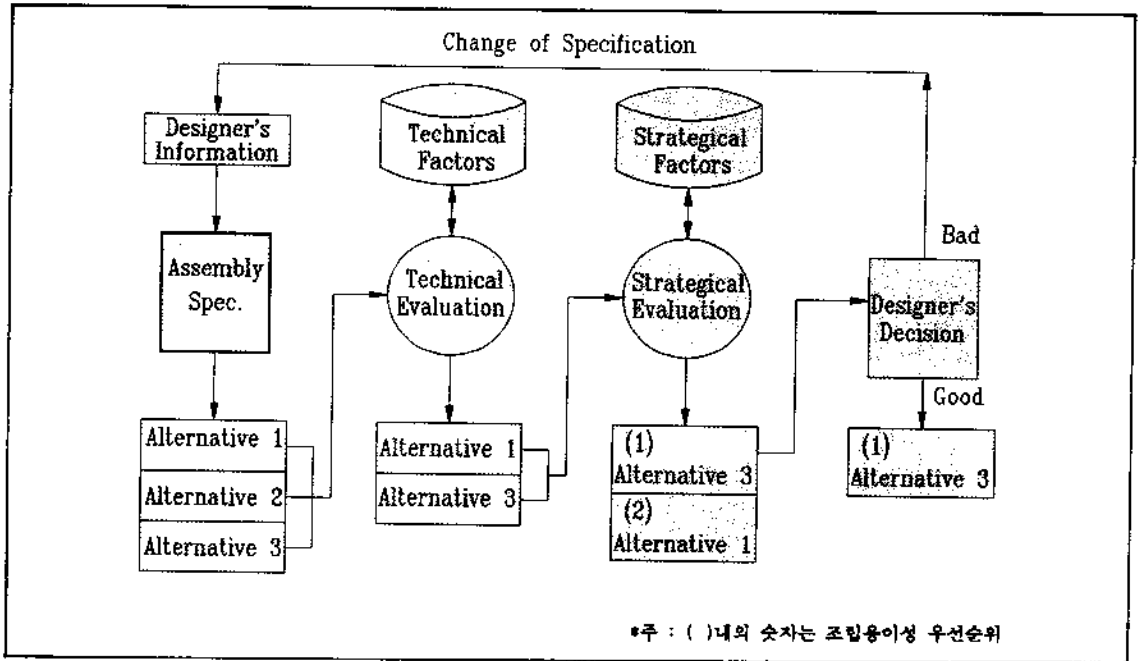 Change of Specification
Designer's
Information
Technical
Factors
Strategical
Factors
Assembly
Spec.
Technical
Evaluation
Strategical
Evaluation
Bad
Designer's
Decision
Good
Alternative 1
Alternative 2
Alternative 3
Alternative 1
Alternative 3
(1)
Alternative 3
(2)
Alternative 1
(1)
Alternative 3
*주 : ( )내의 숫자는 조립용이성 우선순위